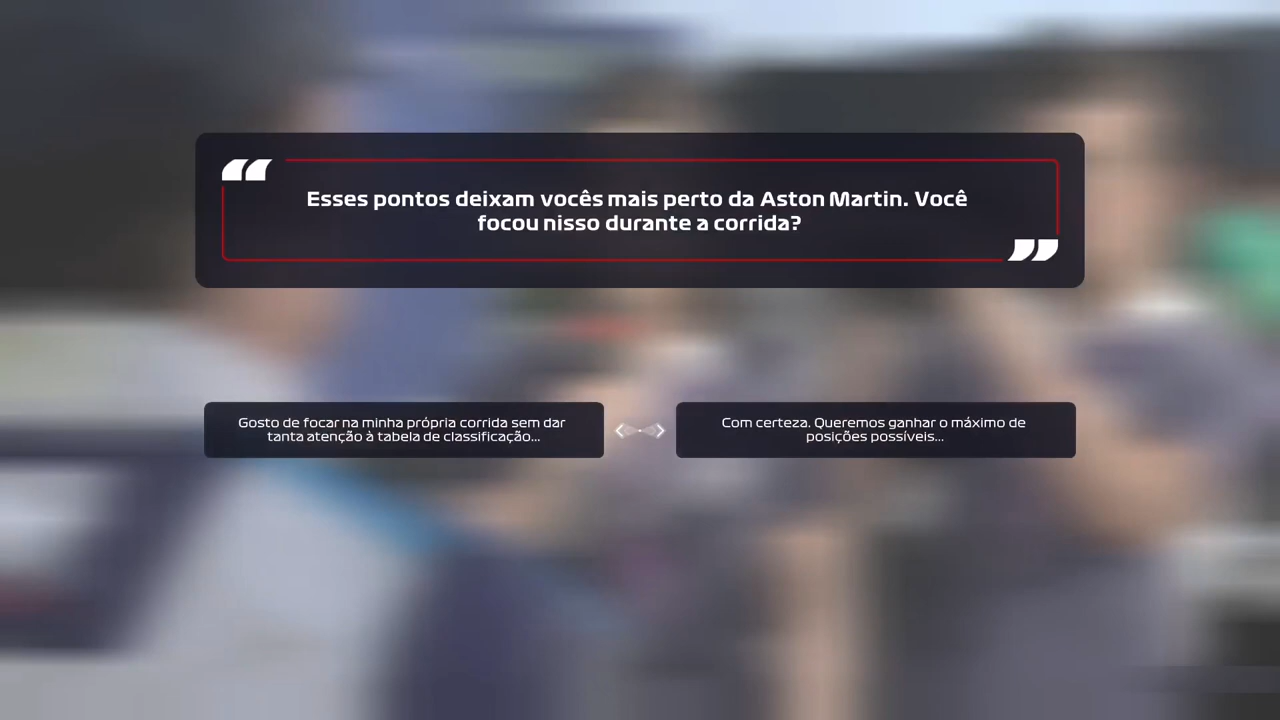 Esses pontos deixam vocês mais perto da Aston Martin. Você
focou nisso durante a corrida?
Gosto de focar na minha própria corrida sem dar
tanta atenção à tabela de classificação...
Com certeza. Queremos ganhar o máximo de
posições possíveis...